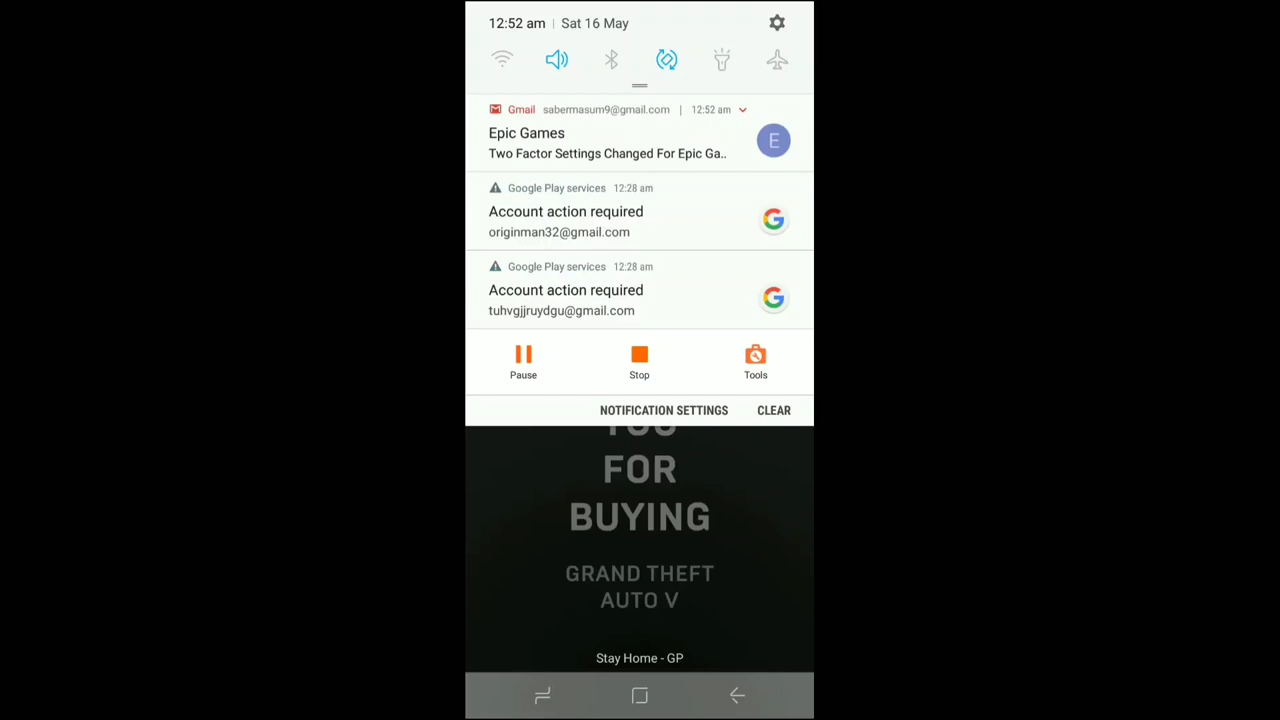 12:52 am | Sat 16 May
Gmail sabermasum9@gmail.com | 12:52 am
Epic Games
Two Factor Settings Changed For Epic Ga..
E
Google Play services 12:28 am
Account action required
originman32@gmail.com
Google Play services 12:28 am
Account action required
tuhvgjjruydgu@gmail.com
Pause Stop Tools
NOTIFICATION SETTINGS CLEAR
YOU
FOR
BUYING
GRAND THEFT
AUTO V
Stay Home - GP